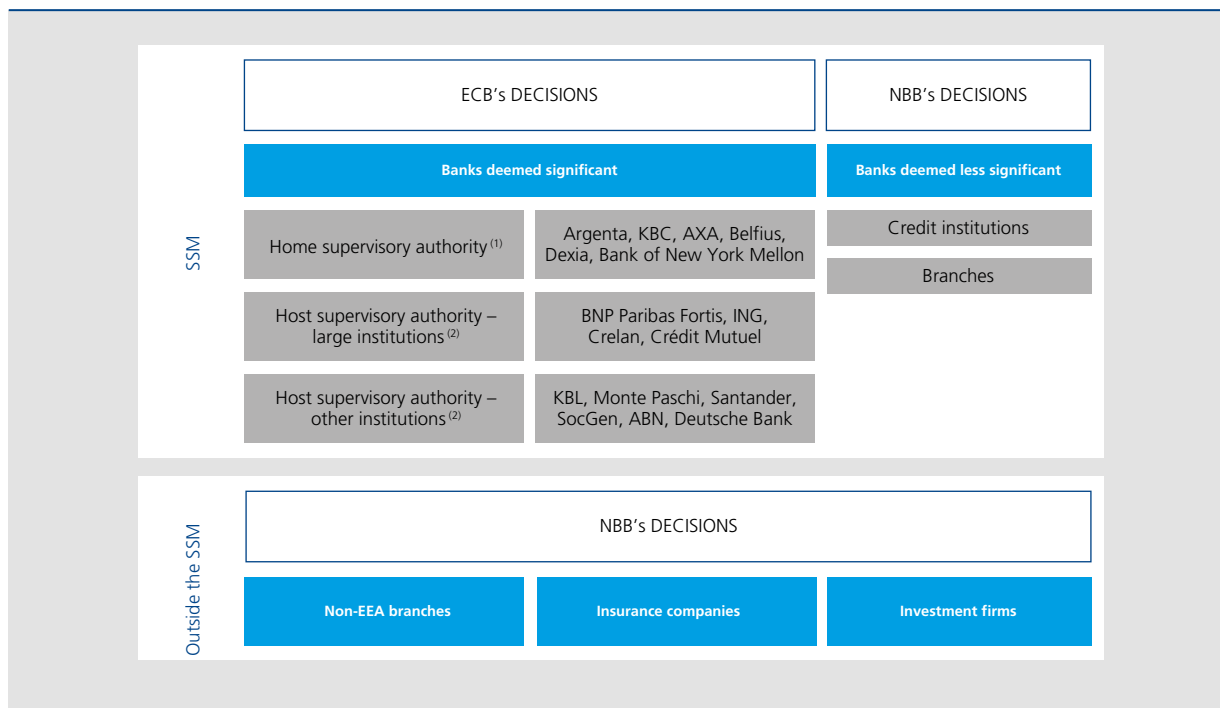 ECB's DECISIONS
NBB's DECISIONS
Banks deemed significant
Banks deemed less significant
SSM
Home supervisory authority (1)
Argenta, KBC, AXA, Belfius,
Dexia, Bank of New York Mellon
Credit institutions
Branches
Host supervisory authority –
large institutions (2)
BNP Paribas Fortis, ING,
Crelan, Crédit Mutuel
Host supervisory authority –
other institutions (2)
KBL, Monte Paschi, Santander,
SocGen, ABN, Deutsche Bank
Outside the SSM
NBB's DECISIONS
Non-EEA branches
Insurance companies
Investment firms